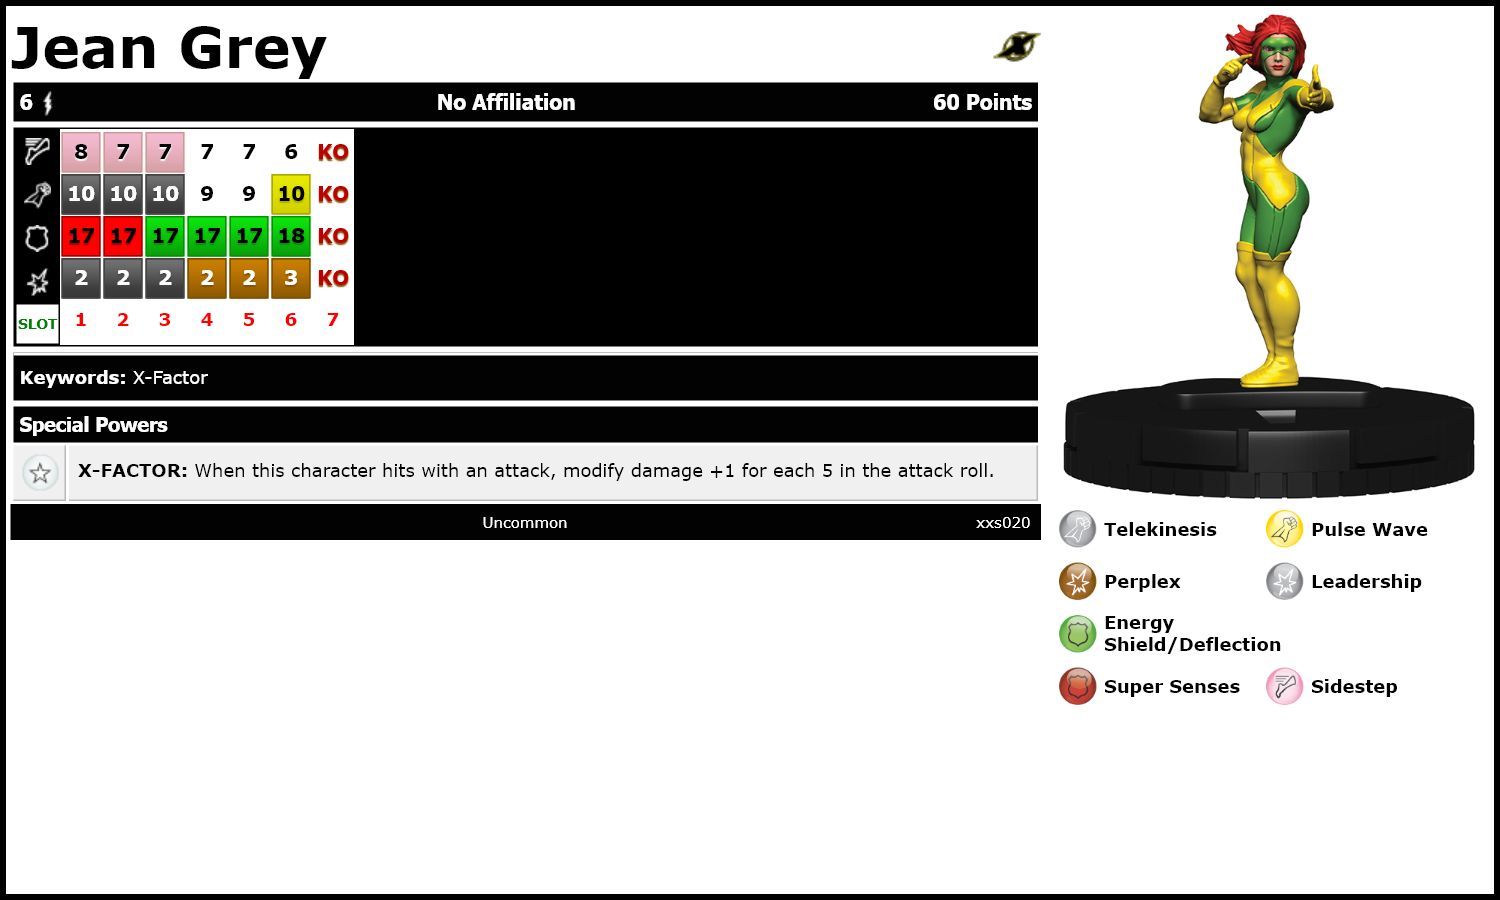 Jean Grey
6 No Affiliation 60 Points
8 7 7 7 7 6 KO
10 10 10 9 9 10 KO
17 17 17 17 17 18 KO
2 2 2 2 2 3 KO
SLOT 1 2 3 4 5 6 7
Keywords: X-Factor
Special Powers
X-FACTOR: When this character hits with an attack, modify damage +1 for each 5 in the attack roll.
Uncommon xxs020
Telekinesis Pulse Wave
Perplex Leadership
Energy
Shield/Deflection
Super Senses Sidestep